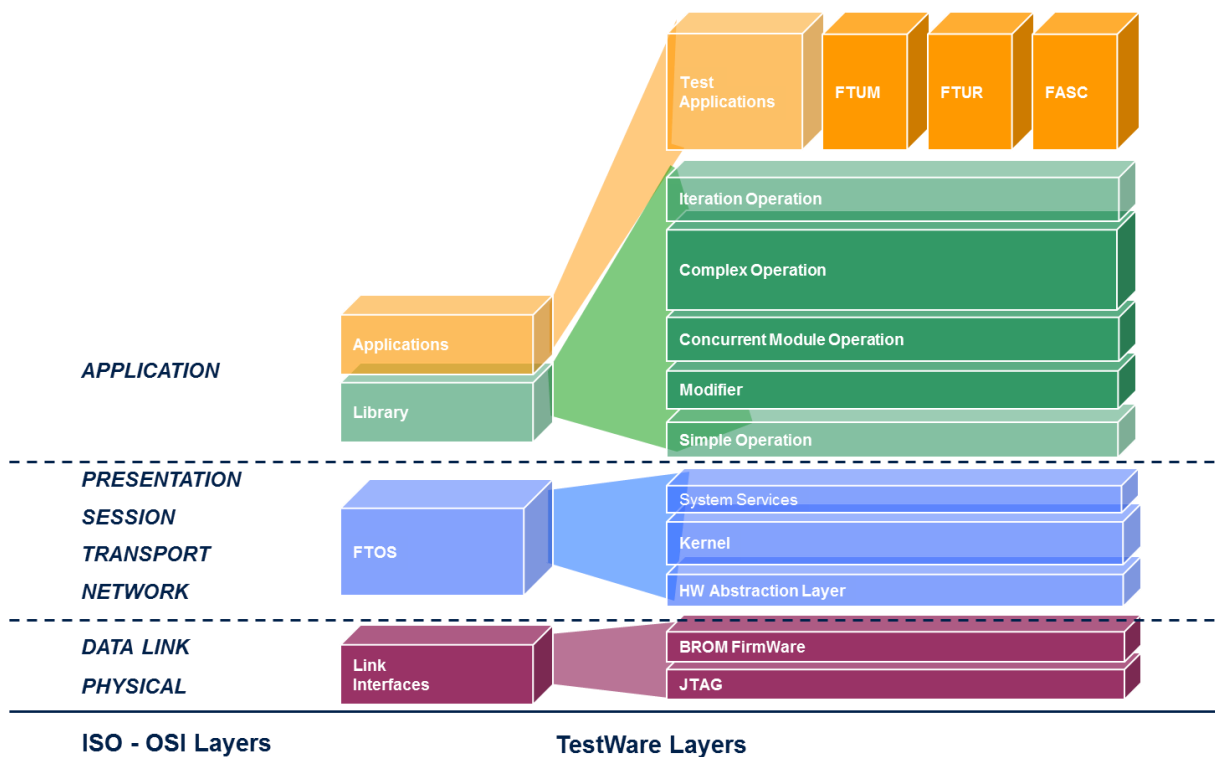 Test
Applications
FTUM
FTUR
FASC
Iteration Operation
Complex Operation
Concurrent Module Operation
Modifier
Simple Operation
Applications
Library
APPLICATION
PRESENTATION
SESSION
TRANSPORT
NETWORK
FTOS
System Services
Kernel
HW Abstraction Layer
DATA LINK
PHYSICAL
Link
Interfaces
BROM FirmWare
JTAG
ISO - OSI Layers
TestWare Layers